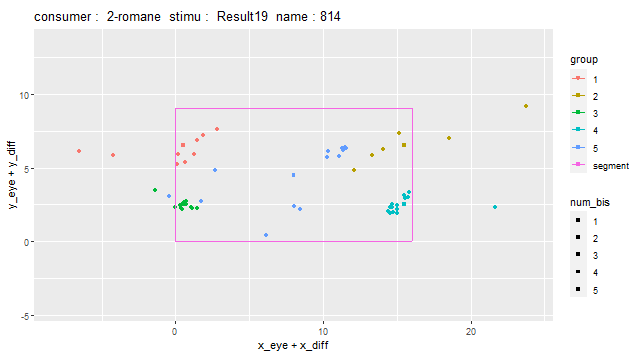 consumer :  2-romane  stimu :  Result19  name : 814
10
5
0
-5
y_eye + y_diff
0
10
20
x_eye + x_diff
group
1
2
3
4
5
segment
num_bis
1
2
3
4
5